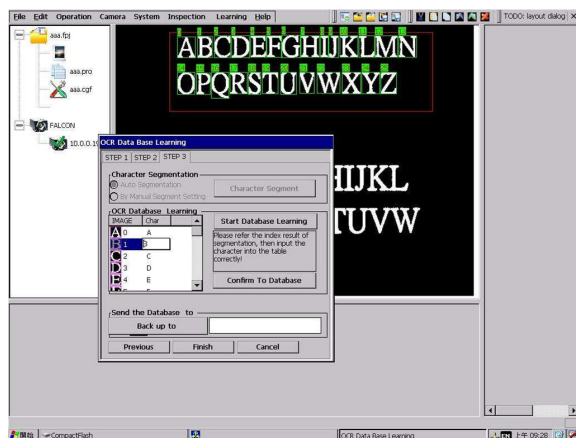 File Edit Operation Camera System Inspection Learning Help
TODO: layout dialog
aaa.fpj
aaa.pro
aaa.cgf
FALCON
10.0.0.19
ABCDEFGHIJKLMN
OPQRSTUVWXYZ
HIJKL
TUVW
OCR Data Base Learning
STEP 1 STEP 2 STEP 3
Character Segmentation
Auto Segmentation
Be Manual Segment Setting
Character Segment
OCR Database Learning
IMAGE Char
A 0 A
B 1 B
C 2 C
D 3 D
E 4 E
Start Database Learning
Please refer the index result of
segmentation, then input the
character into the table
correctly!
Confirm To Database
Send the Database to
Back up to
Previous Finish Cancel
開始 CompactFlash OCR Data Base Learning EN 上午 09:28